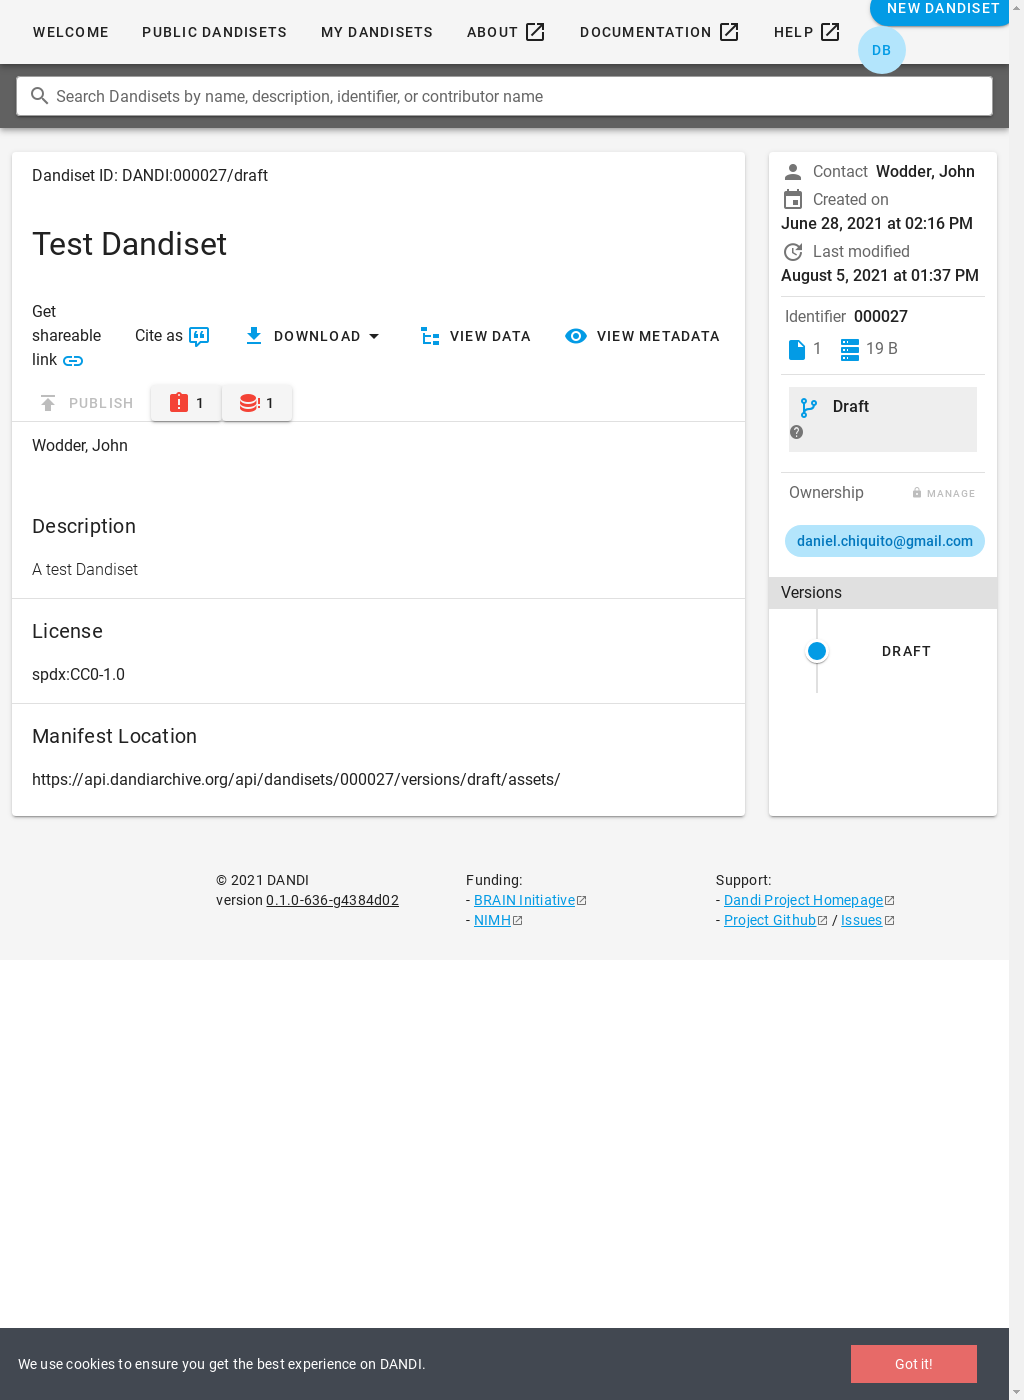 WELCOME
PUBLIC DANDISETS
MY DANDISETS
ABOUT
DOCUMENTATION
HELP
NEW DANDISET
DB
Search Dandisets by name, description, identifier, or contributor name
Dandiset ID: DANDI:000027/draft
Test Dandiset
Get
shareable
link
Cite as
DOWNLOAD
VIEW DATA
VIEW METADATA
PUBLISH
1
1
Wodder, John
Description
A test Dandiset
License
spdx:CC0-1.0
Manifest Location
https://api.dandiarchive.org/api/dandisets/000027/versions/draft/assets/
Contact Wodder, John
Created on
June 28, 2021 at 02:16 PM
Last modified
August 5, 2021 at 01:37 PM
Identifier 000027
1
19 B
Draft
Ownership
MANAGE
daniel.chiquito@gmail.com
Versions
DRAFT
© 2021 DANDI
version 0.1.0-636-g4384d02
Funding:
- BRAIN Initiative
- NIMH
Support:
- Dandi Project Homepage
- Project Github / Issues
We use cookies to ensure you get the best experience on DANDI.
Got it!